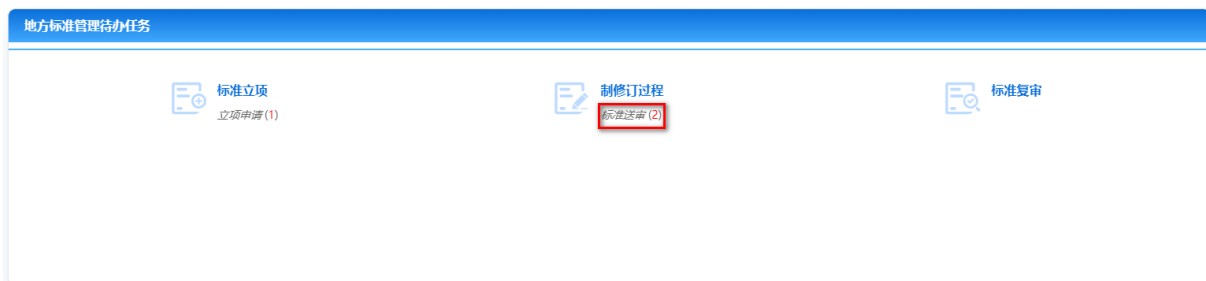 地方标准管理待办任务
标准立项
立项申请(1)
制修订过程
标准送审(2)
标准复审